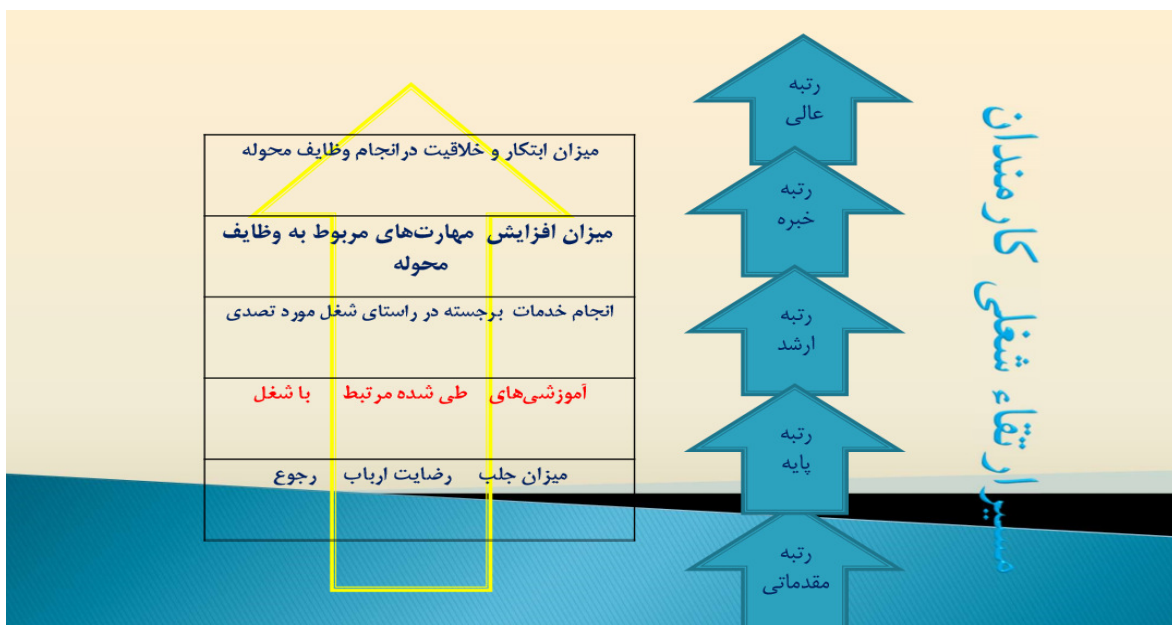 مسیر ارتقاء شغلی کارمندان
رتبه
عالی
رتبه
خبره
رتبه
ارشد
رتبه
پایه
رتبه
مقدماتی
میزان ابتکار و خلاقیت درانجام وظایف محوله
میزان افزایش مهارت‌های مربوط به وظایف
محوله
انجام خدمات برجسته در راستای شغل مورد تصدی
آموزشی‌های طی شده مرتبط با شغل
میزان جلب رضایت ارباب رجوع